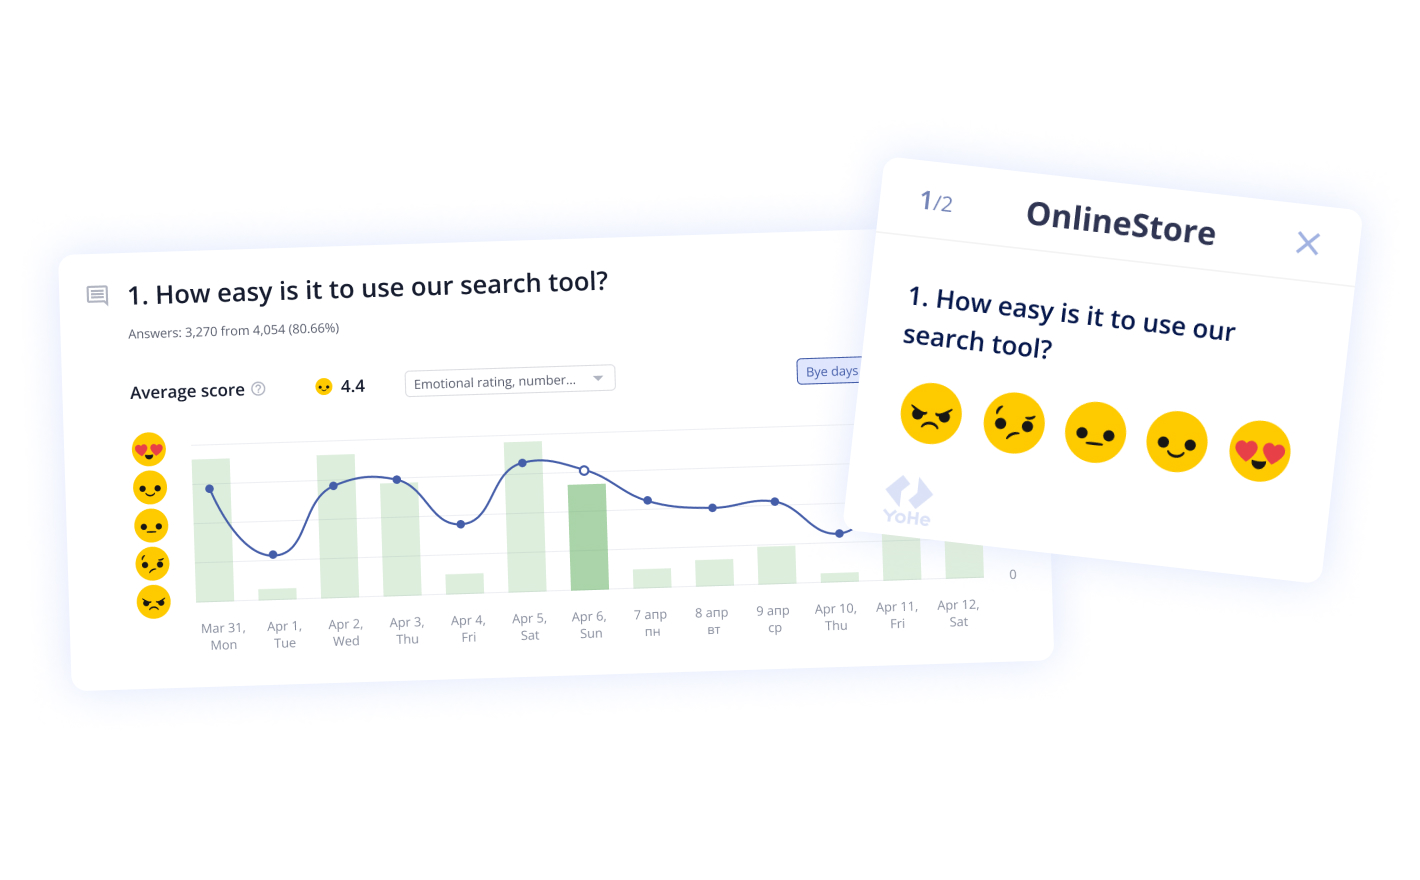 1. How easy is it to use our search tool?
Answers: 3,270 from 4,054 (80.66%)
Average score
4.4
Emotional rating, number...
Bye days
0
Mar 31,
Mon
Apr 1,
Tue
Apr 2,
Wed
Apr 3,
Thu
Apr 4,
Fri
Apr 5,
Sat
Apr 6,
Sun
7 апр
пн
8 апр
вт
9 апр
ср
Apr 10,
Thu
Apr 11,
Fri
Apr 12,
Sat
1/2
OnlineStore
1. How easy is it to use our
search tool?
YoHe